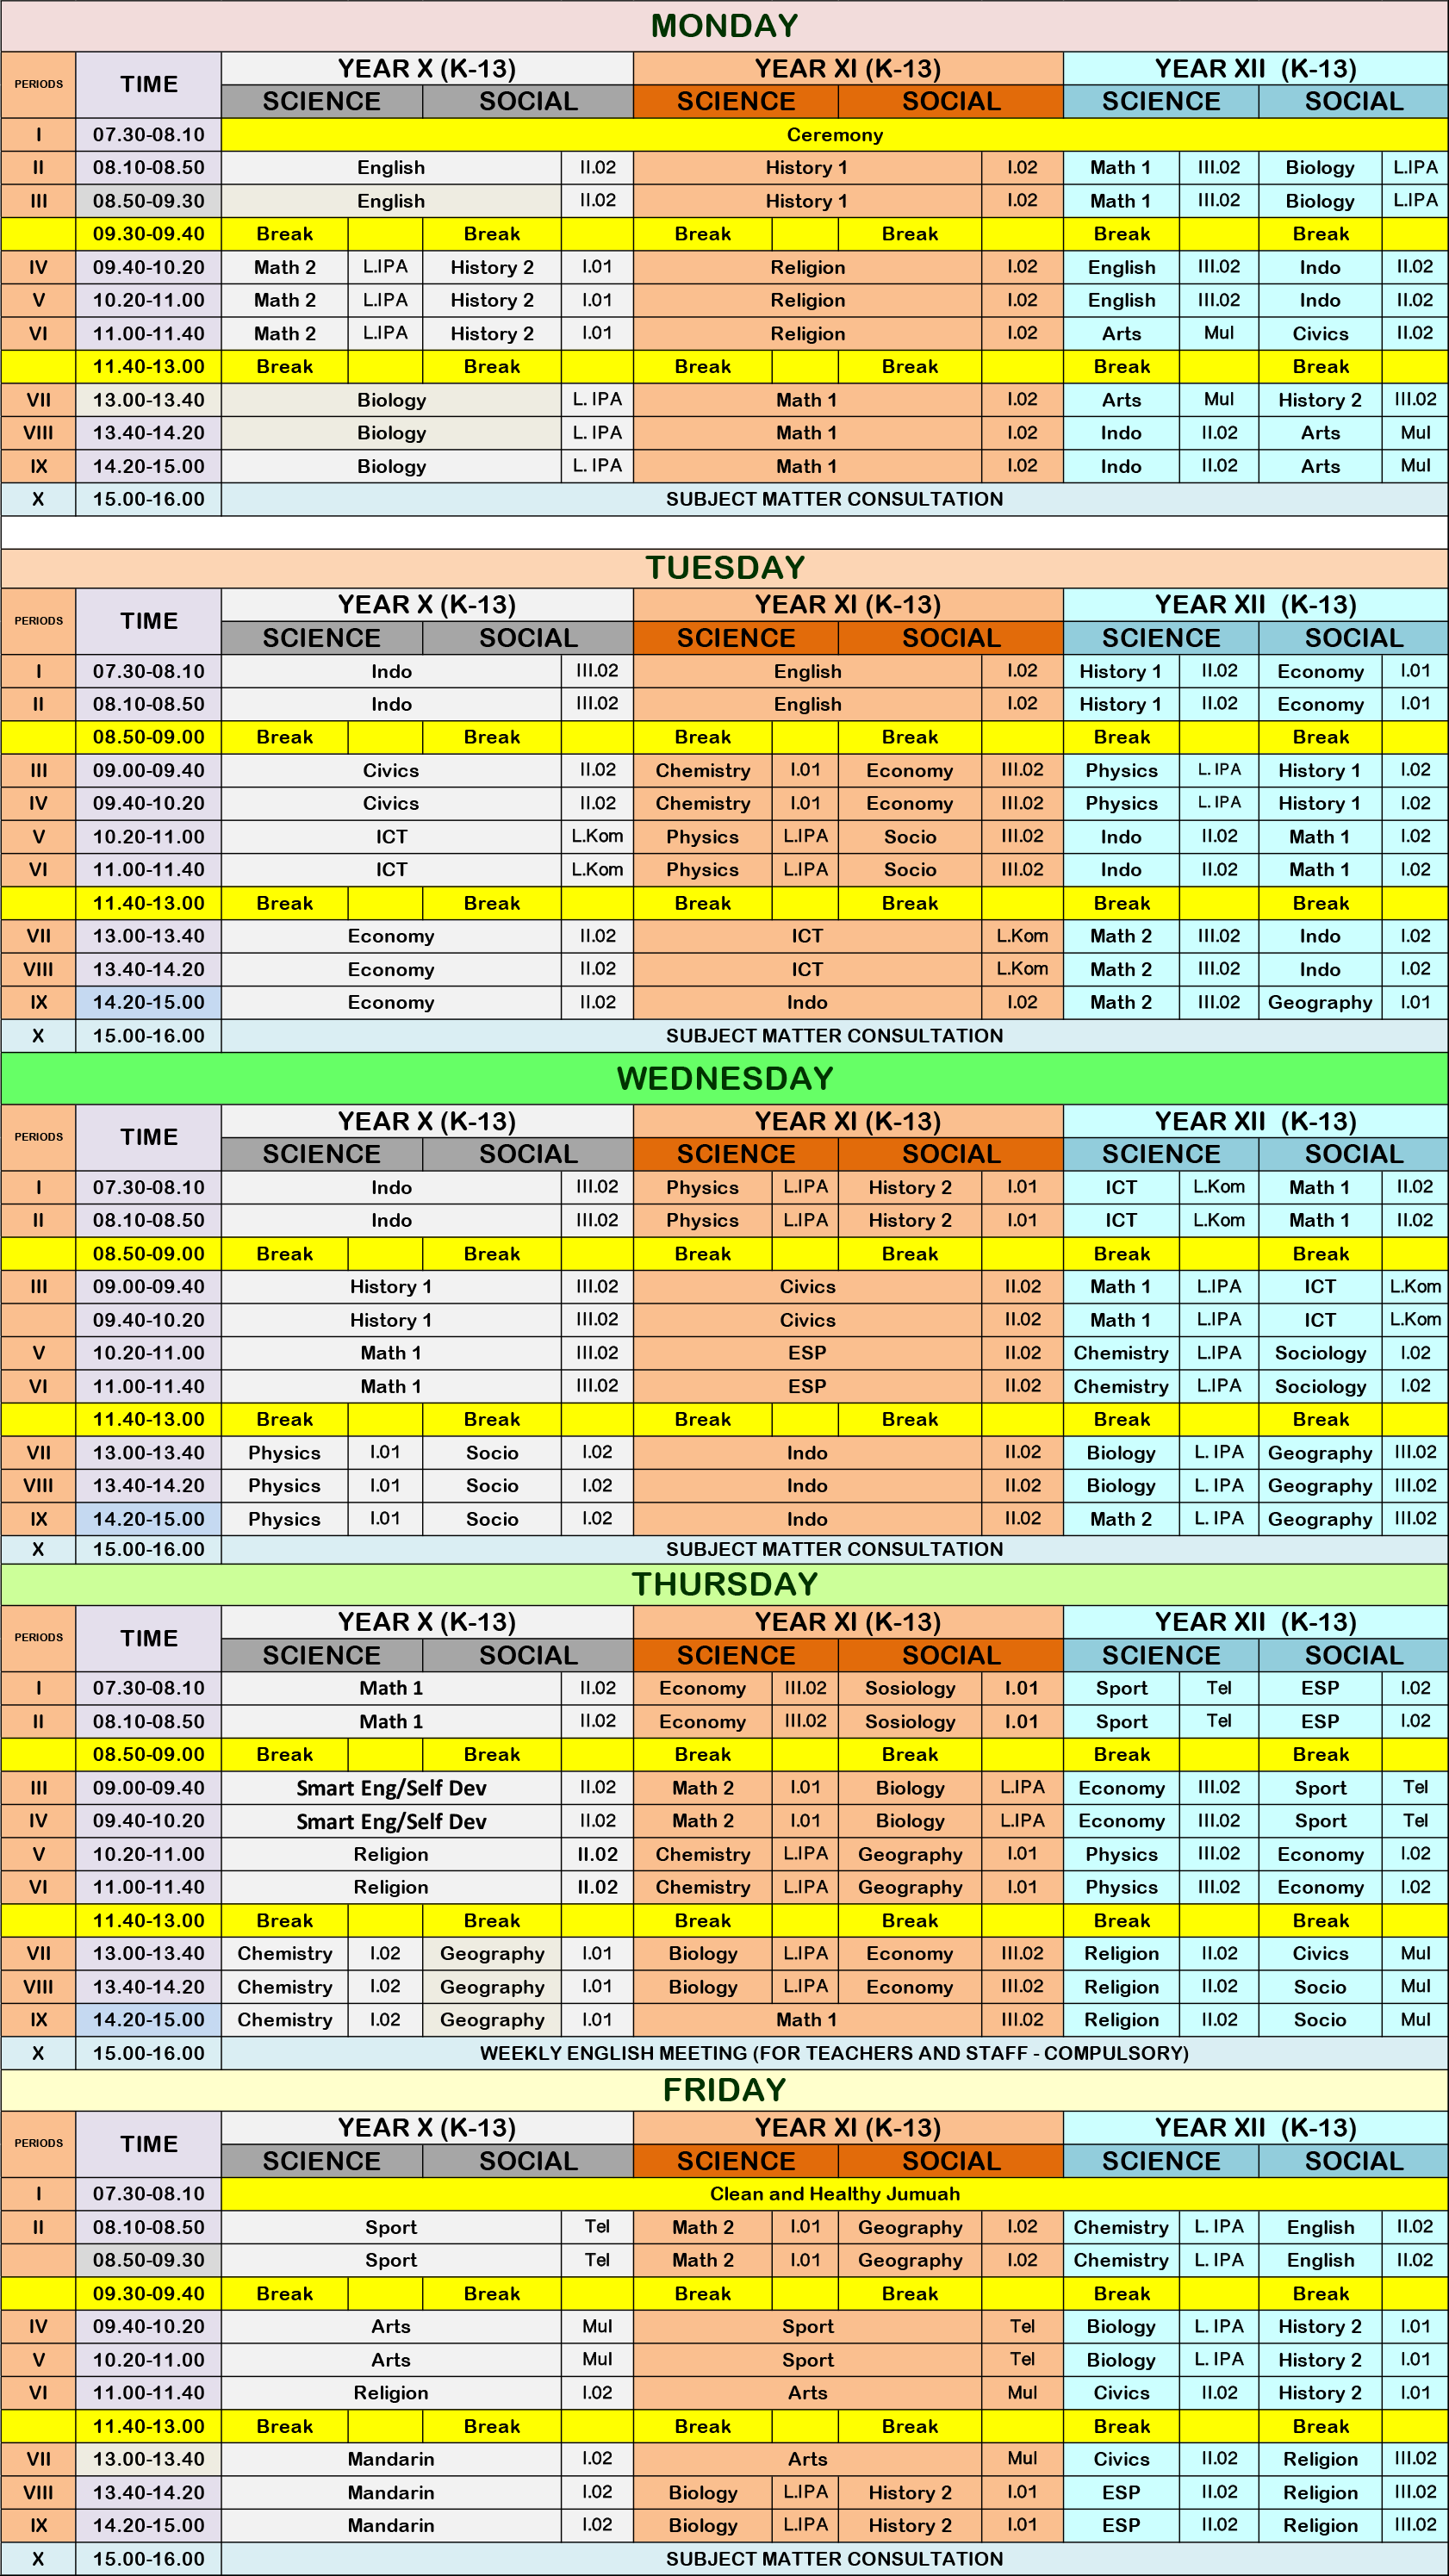 MONDAY
PERIODS TIME YEAR X (K-13) YEAR XI (K-13) YEAR XII (K-13)
SCIENCE SOCIAL SCIENCE SOCIAL SCIENCE SOCIAL
I 07.30-08.10 Ceremony
II 08.10-08.50 English II.02 History 1 I.02 Math 1 III.02 Biology L.IPA
III 08.50-09.30 English II.02 History 1 I.02 Math 1 III.02 Biology L.IPA
09.30-09.40 Break Break Break Break Break Break
IV 09.40-10.20 Math 2 L.IPA History 2 I.01 Religion I.02 English III.02 Indo II.02
V 10.20-11.00 Math 2 L.IPA History 2 I.01 Religion I.02 English III.02 Indo II.02
VI 11.00-11.40 Math 2 L.IPA History 2 I.01 Religion I.02 Arts Mul Civics II.02
11.40-13.00 Break Break Break Break Break Break
VII 13.00-13.40 Biology L. IPA Math 1 I.02 Arts Mul History 2 III.02
VIII 13.40-14.20 Biology L. IPA Math 1 I.02 Indo II.02 Arts Mul
IX 14.20-15.00 Biology L. IPA Math 1 I.02 Indo II.02 Arts Mul
X 15.00-16.00 SUBJECT MATTER CONSULTATION
TUESDAY
PERIODS TIME YEAR X (K-13) YEAR XI (K-13) YEAR XII (K-13)
SCIENCE SOCIAL SCIENCE SOCIAL SCIENCE SOCIAL
I 07.30-08.10 Indo III.02 English I.02 History 1 II.02 Economy I.01
II 08.10-08.50 Indo III.02 English I.02 History 1 II.02 Economy I.01
08.50-09.00 Break Break Break Break Break Break
III 09.00-09.40 Civics II.02 Chemistry I.01 Economy III.02 Physics L. IPA History 1 I.02
IV 09.40-10.20 Civics II.02 Chemistry I.01 Economy III.02 Physics L. IPA History 1 I.02
V 10.20-11.00 ICT L.Kom Physics L.IPA Socio III.02 Indo II.02 Math 1 I.02
VI 11.00-11.40 ICT L.Kom Physics L.IPA Socio III.02 Indo II.02 Math 1 I.02
11.40-13.00 Break Break Break Break Break Break
VII 13.00-13.40 Economy II.02 ICT L.Kom Math 2 III.02 Indo I.02
VIII 13.40-14.20 Economy II.02 ICT L.Kom Math 2 III.02 Indo I.02
IX 14.20-15.00 Economy II.02 Indo I.02 Math 2 III.02 Geography I.01
X 15.00-16.00 SUBJECT MATTER CONSULTATION
WEDNESDAY
PERIODS TIME YEAR X (K-13) YEAR XI (K-13) YEAR XII (K-13)
SCIENCE SOCIAL SCIENCE SOCIAL SCIENCE SOCIAL
I 07.30-08.10 Indo III.02 Physics L.IPA History 2 I.01 ICT L.Kom Math 1 II.02
II 08.10-08.50 Indo III.02 Physics L.IPA History 2 I.01 ICT L.Kom Math 1 II.02
08.50-09.00 Break Break Break Break Break Break
III 09.00-09.40 History 1 III.02 Civics II.02 Math 1 L.IPA ICT L.Kom
09.40-10.20 History 1 III.02 Civics II.02 Math 1 L.IPA ICT L.Kom
V 10.20-11.00 Math 1 III.02 ESP II.02 Chemistry L.IPA Sociology I.02
VI 11.00-11.40 Math 1 III.02 ESP II.02 Chemistry L.IPA Sociology I.02
11.40-13.00 Break Break Break Break Break Break
VII 13.00-13.40 Physics I.01 Socio I.02 Indo II.02 Biology L. IPA Geography III.02
VIII 13.40-14.20 Physics I.01 Socio I.02 Indo II.02 Biology L. IPA Geography III.02
IX 14.20-15.00 Physics I.01 Socio I.02 Indo II.02 Math 2 L. IPA Geography III.02
X 15.00-16.00 SUBJECT MATTER CONSULTATION
THURSDAY
PERIODS TIME YEAR X (K-13) YEAR XI (K-13) YEAR XII (K-13)
SCIENCE SOCIAL SCIENCE SOCIAL SCIENCE SOCIAL
I 07.30-08.10 Math 1 II.02 Economy III.02 Sosiology I.01 Sport Tel ESP I.02
II 08.10-08.50 Math 1 II.02 Economy III.02 Sosiology I.01 Sport Tel ESP I.02
08.50-09.00 Break Break Break Break Break Break
III 09.00-09.40 Smart Eng/Self Dev II.02 Math 2 I.01 Biology L.IPA Economy III.02 Sport Tel
IV 09.40-10.20 Smart Eng/Self Dev II.02 Math 2 I.01 Biology L.IPA Economy III.02 Sport Tel
V 10.20-11.00 Religion II.02 Chemistry L.IPA Geography I.01 Physics III.02 Economy I.02
VI 11.00-11.40 Religion II.02 Chemistry L.IPA Geography I.01 Physics III.02 Economy I.02
11.40-13.00 Break Break Break Break Break Break
VII 13.00-13.40 Chemistry I.02 Geography I.01 Biology L.IPA Economy III.02 Religion II.02 Civics Mul
VIII 13.40-14.20 Chemistry I.02 Geography I.01 Biology L.IPA Economy III.02 Religion II.02 Socio Mul
IX 14.20-15.00 Chemistry I.02 Geography I.01 Math 1 III.02 Religion II.02 Socio Mul
X 15.00-16.00 WEEKLY ENGLISH MEETING (FOR TEACHERS AND STAFF - COMPULSORY)
FRIDAY
PERIODS TIME YEAR X (K-13) YEAR XI (K-13) YEAR XII (K-13)
SCIENCE SOCIAL SCIENCE SOCIAL SCIENCE SOCIAL
I 07.30-08.10 Clean and Healthy Jumuah
II 08.10-08.50 Sport Tel Math 2 I.01 Geography I.02 Chemistry L. IPA English II.02
08.50-09.30 Sport Tel Math 2 I.01 Geography I.02 Chemistry L. IPA English II.02
09.30-09.40 Break Break Break Break Break Break
IV 09.40-10.20 Arts Mul Sport Tel Biology L. IPA History 2 I.01
V 10.20-11.00 Arts Mul Sport Tel Biology L. IPA History 2 I.01
VI 11.00-11.40 Religion I.02 Arts Mul Civics II.02 History 2 I.01
11.40-13.00 Break Break Break Break Break Break
VII 13.00-13.40 Mandarin I.02 Arts Mul Civics II.02 Religion III.02
VIII 13.40-14.20 Mandarin I.02 Biology L.IPA History 2 I.01 ESP II.02 Religion III.02
IX 14.20-15.00 Mandarin I.02 Biology L.IPA History 2 I.01 ESP II.02 Religion III.02
X 15.00-16.00 SUBJECT MATTER CONSULTATION